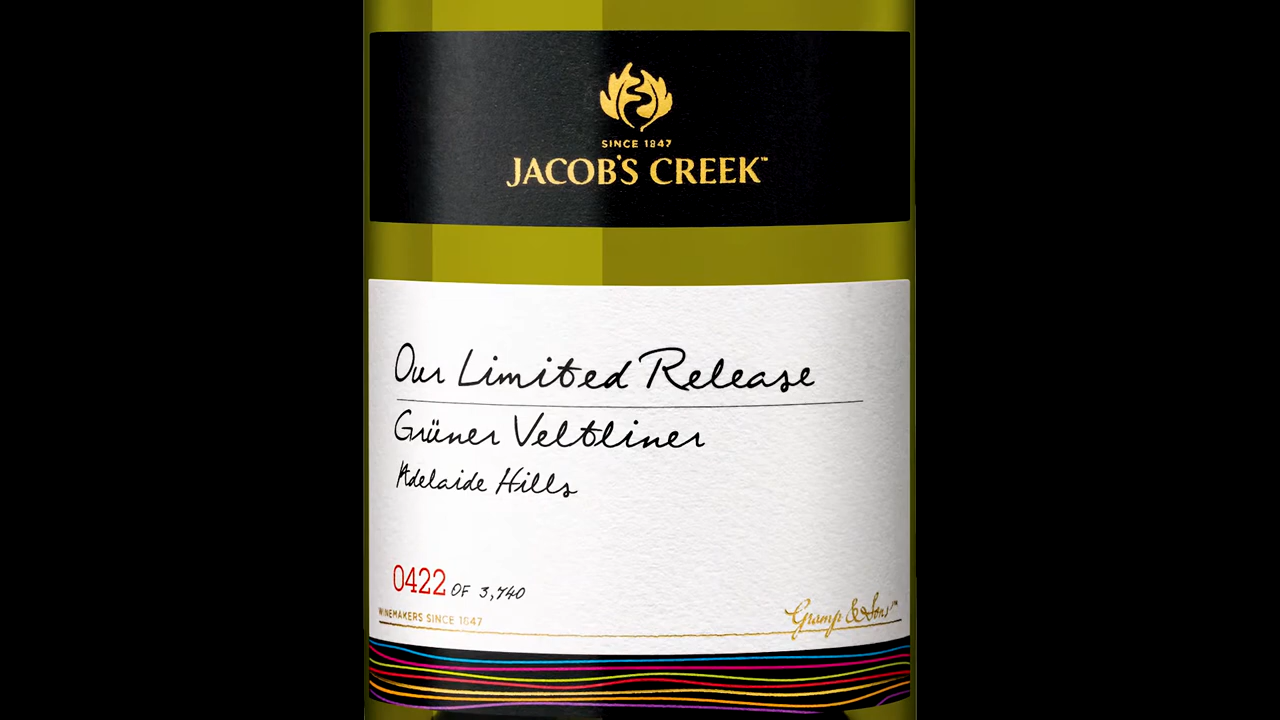 SINCE 1847
JACOB'S CREEK™
Our Limited Release
Grüner Veltliner
Adelaide Hills
0422 OF 3,740
WINEMAKERS SINCE 1847
Gramp & Sons™